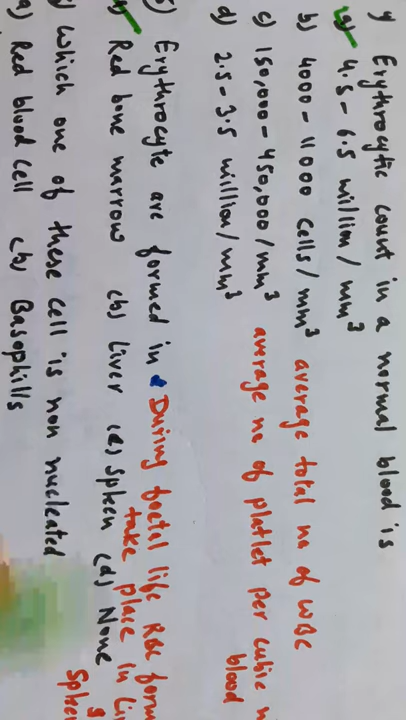 y) Erythrocytic count in a normal blood is
a) 4.5 - 6.5 million/mm³
b) 4000 - 11000 cells/mm³ average total no of WBC
c) 150,000 - 450,000/mm³ average no of platlet per cubic
blood
d) 2.5 - 3.5 million/mm³
5) Erythrocyte are formed in During foetal life RBC form
take place in Li
Red bone marrow (b) Liver (c) Spleen (d) None
Spleen
) Which one of these cell is non nucleated
a) Red blood cell (b) Basophills